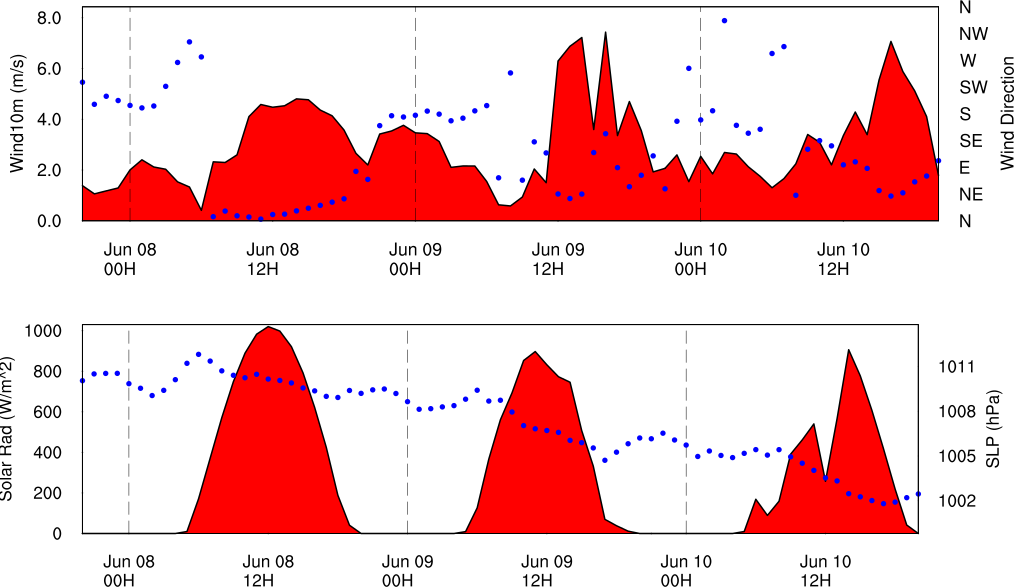 N
8.0
NW
6.0
W
SW
4.0
S
SE
2.0
E
NE
0.0
N
Wind10m (m/s)
Wind Direction
Jun 08 Jun 08 Jun 09 Jun 09 Jun 10 Jun 10
00H 12H 00H 12H 00H 12H
1000
800
600
400
200
0
1011
1008
1005
1002
Solar Rad (W/m^2)
SLP (hPa)
Jun 08 Jun 08 Jun 09 Jun 09 Jun 10 Jun 10
00H 12H 00H 12H 00H 12H